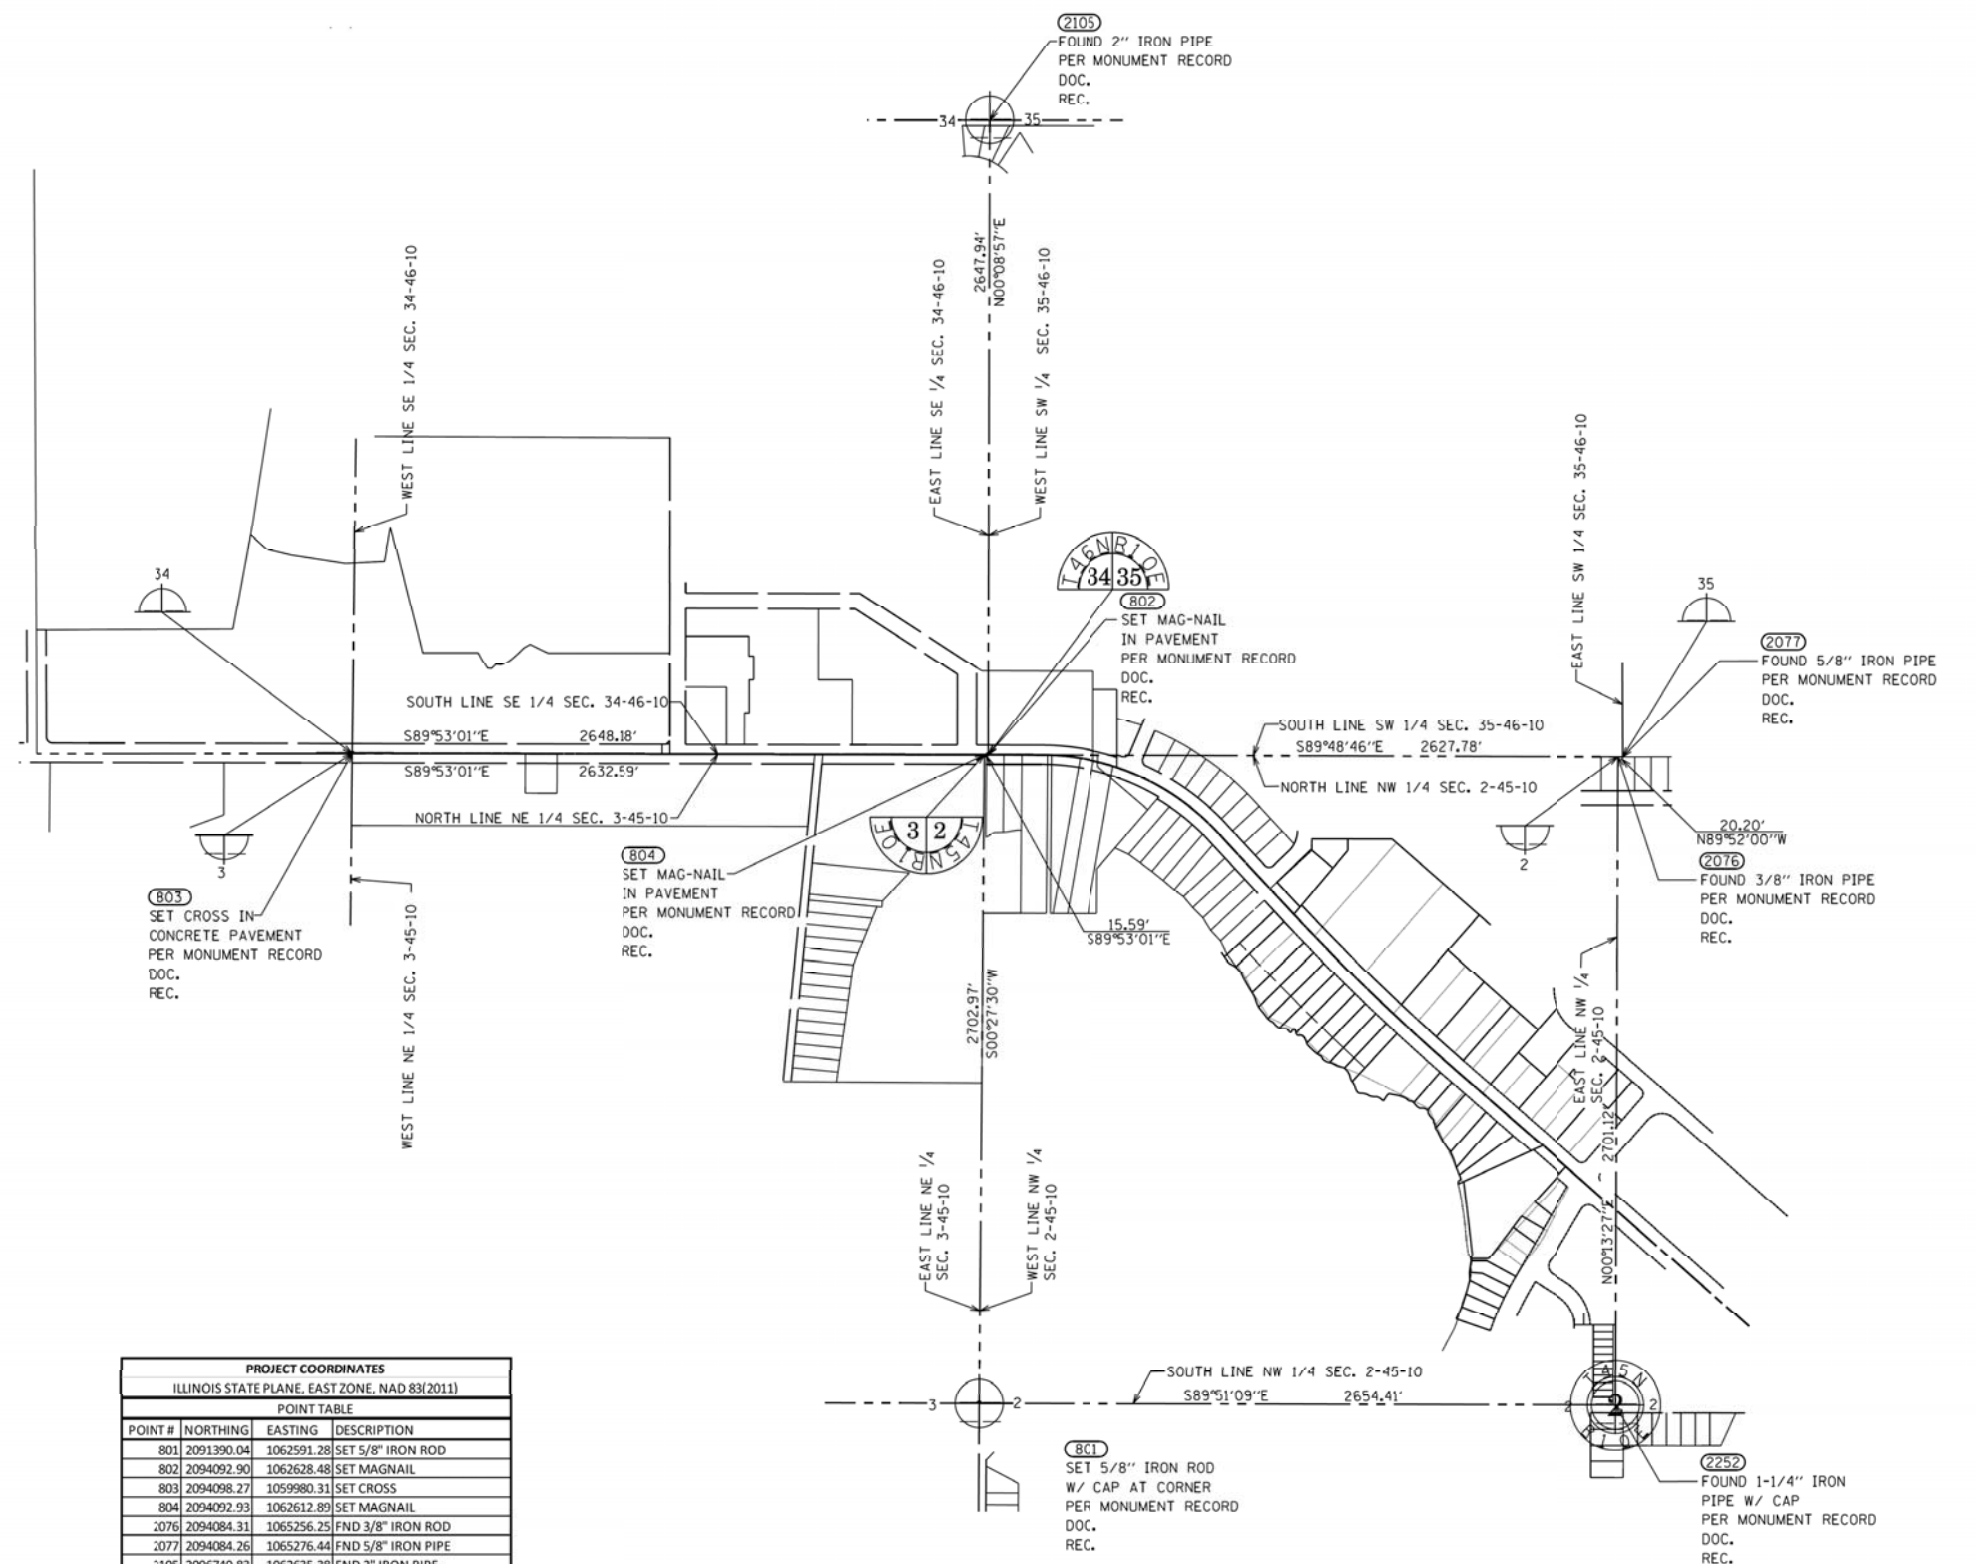 2105
FOUND 2'' IRON PIPE
PER MONUMENT RECORD
DOC.
REC.
34
35
2647.94'
N00°08'57''E
WEST LINE SE 1/4 SEC. 34-46-10
EAST LINE SE 1/4 SEC. 34-46-10
WEST LINE SW 1/4 SEC. 35-46-10
EAST LINE SW 1/4 SEC. 35-46-10
34
T46NR10E
34 35
802
SET MAG-NAIL
IN PAVEMENT
PER MONUMENT RECORD
DOC.
REC.
35
2077
FOUND 5/8'' IRON PIPE
PER MONUMENT RECORD
DOC.
REC.
SOUTH LINE SE 1/4 SEC. 34-46-10
S89°53'01''E 2648.18'
S89°53'01''E 2632.59'
NORTH LINE NE 1/4 SEC. 3-45-10
SOUTH LINE SW 1/4 SEC. 35-46-10
S89°48'46''E 2627.78'
NORTH LINE NW 1/4 SEC. 2-45-10
3
803
SET CROSS IN
CONCRETE PAVEMENT
PER MONUMENT RECORD
DOC.
REC.
804
SET MAG-NAIL
IN PAVEMENT
PER MONUMENT RECORD
DOC.
REC.
3 2
T45NR10E
15.59'
S89°53'01''E
2
20.20'
N89°52'00''W
2076
FOUND 3/8'' IRON PIPE
PER MONUMENT RECORD
DOC.
REC.
WEST LINE NE 1/4 SEC. 3-45-10
2702.97'
S00°27'30''W
EAST LINE NW 1/4
SEC. 2-45-10
2701.12'
N00°13'27''E
EAST LINE NE 1/4
SEC. 3-45-10
WEST LINE NW 1/4
SEC. 2-45-10
SOUTH LINE NW 1/4 SEC. 2-45-10
S89°51'09''E 2654.41'
3
2
2
2
2
T45N
R10E
801
SET 5/8'' IRON ROD
W/ CAP AT CORNER
PER MONUMENT RECORD
DOC.
REC.
2252
FOUND 1-1/4'' IRON
PIPE W/ CAP
PER MONUMENT RECORD
DOC.
REC.
PROJECT COORDINATES
ILLINOIS STATE PLANE, EAST ZONE, NAD 83(2011)
POINT TABLE
POINT # NORTHING EASTING DESCRIPTION
801 2091390.04 1062591.28 SET 5/8" IRON ROD
802 2094092.90 1062628.48 SET MAGNAIL
803 2094098.27 1059980.31 SET CROSS
804 2094092.93 1062612.89 SET MAGNAIL
2076 2094084.31 1065256.25 FND 3/8" IRON ROD
2077 2094084.26 1065276.44 FND 5/8" IRON PIPE